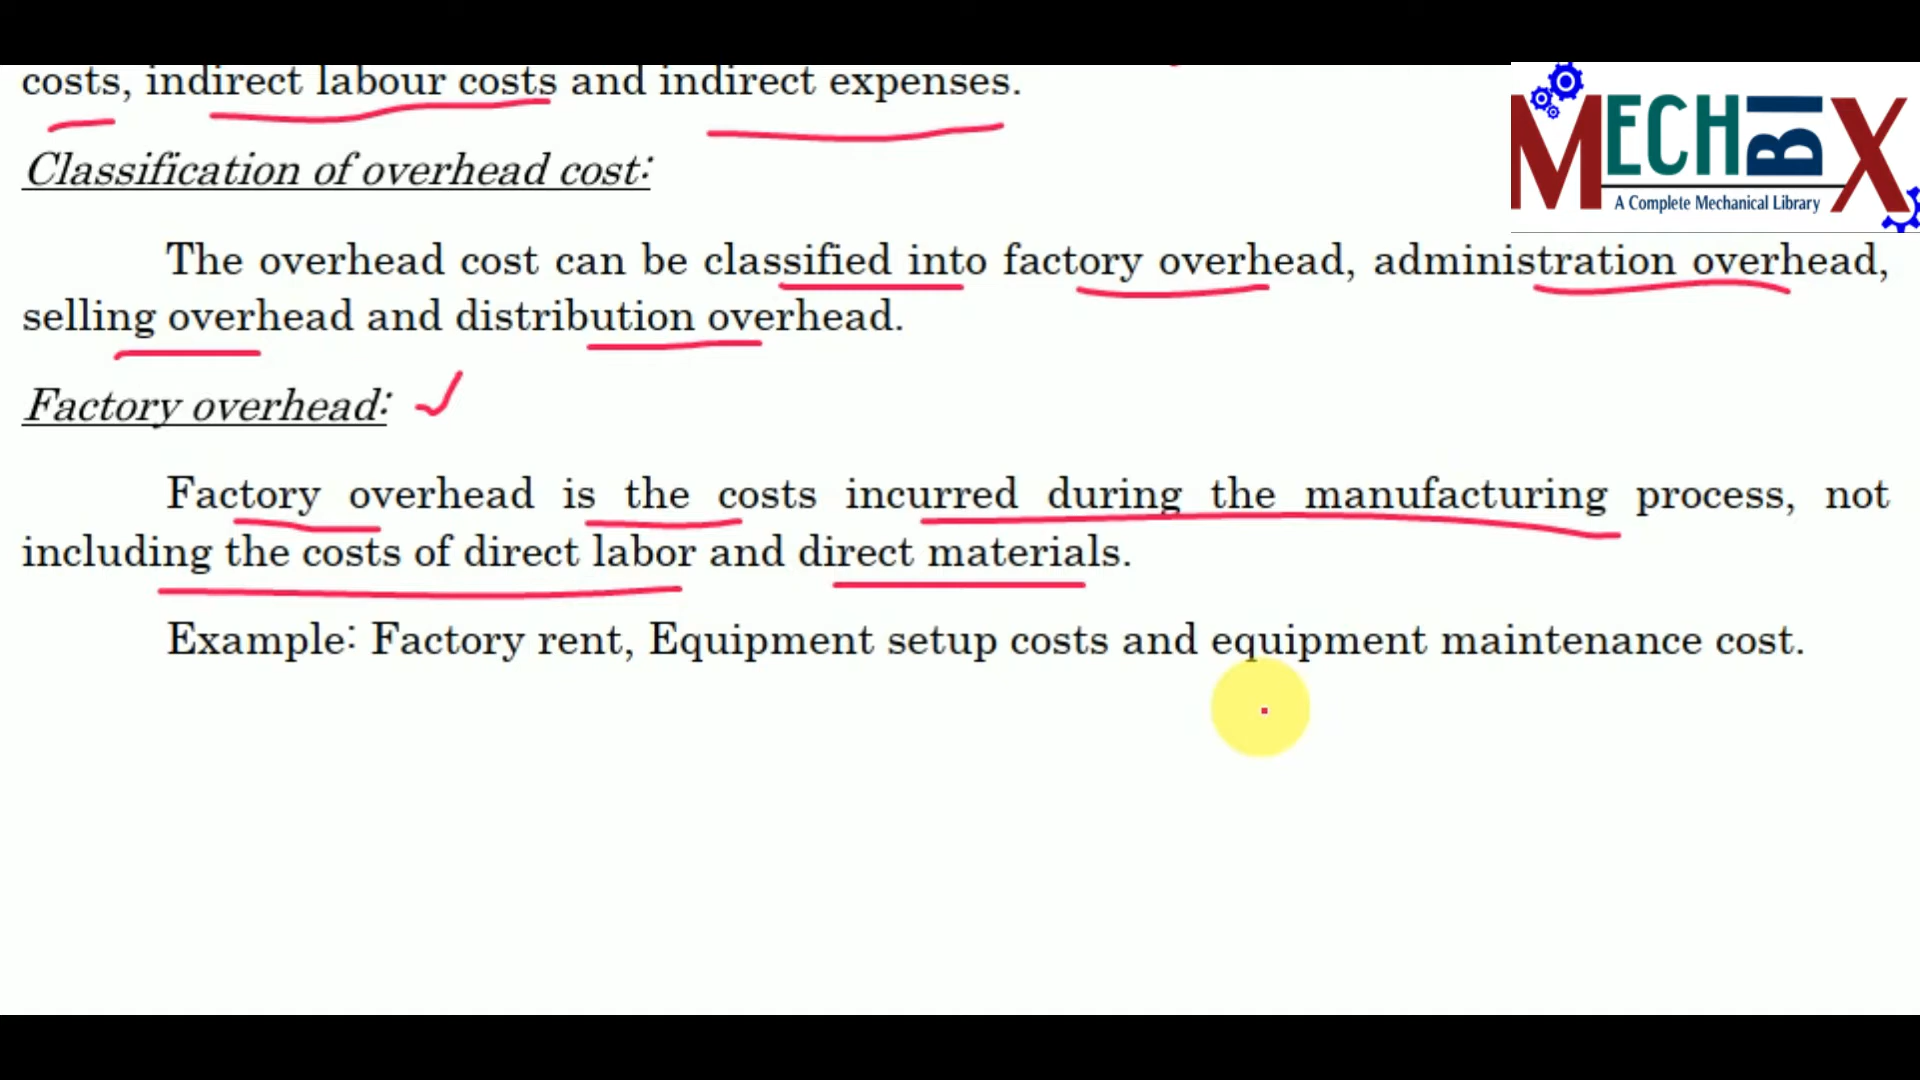 costs, indirect labour costs and indirect expenses.
MECHBIX
A Complete Mechanical Library
Classification of overhead cost:
The overhead cost can be classified into factory overhead, administration overhead,
selling overhead and distribution overhead.
Factory overhead:
Factory overhead is the costs incurred during the manufacturing process, not
including the costs of direct labor and direct materials.
Example: Factory rent, Equipment setup costs and equipment maintenance cost.